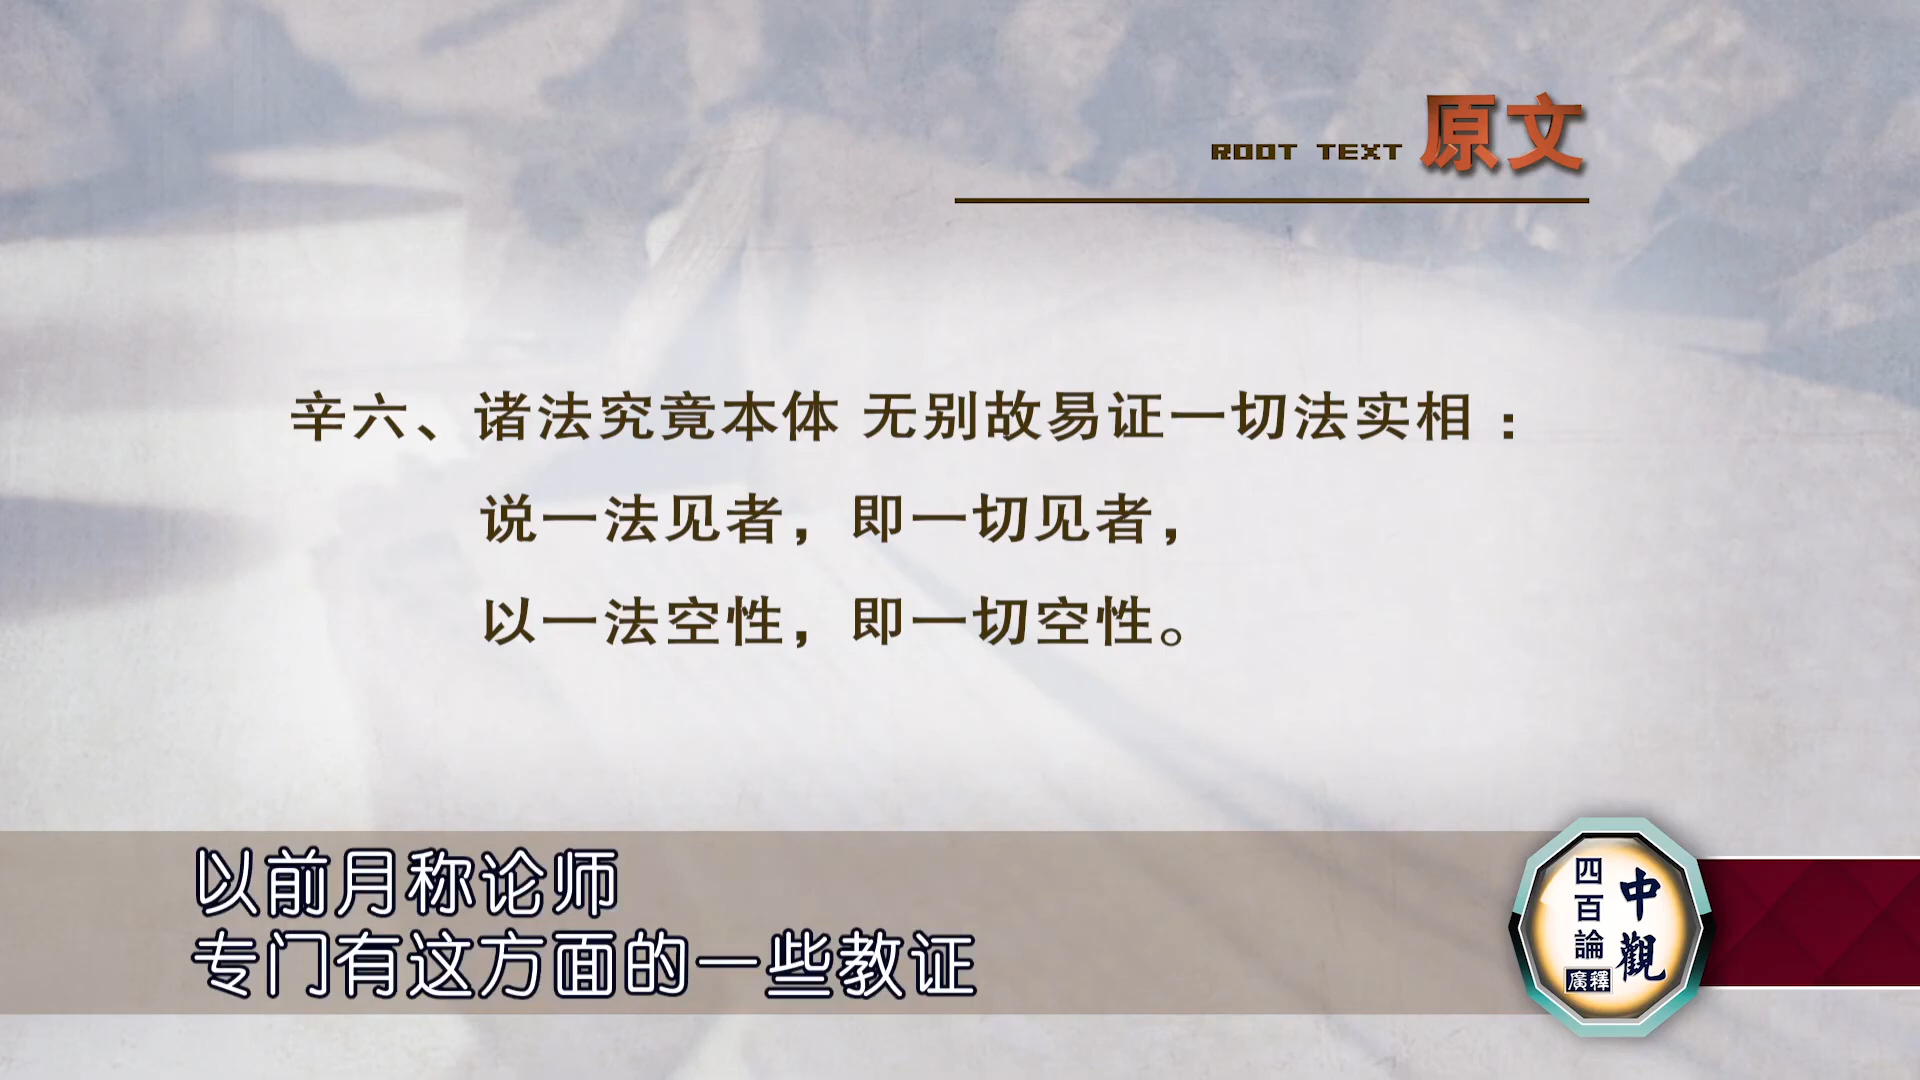 ROOT TEXT 原文
辛六、诸法究竟本体 无别故易证一切法实相：
说一法见者，即一切见者，
以一法空性，即一切空性。
以前月称论师
专门有这方面的一些教证
中觀
四百論
廣釋